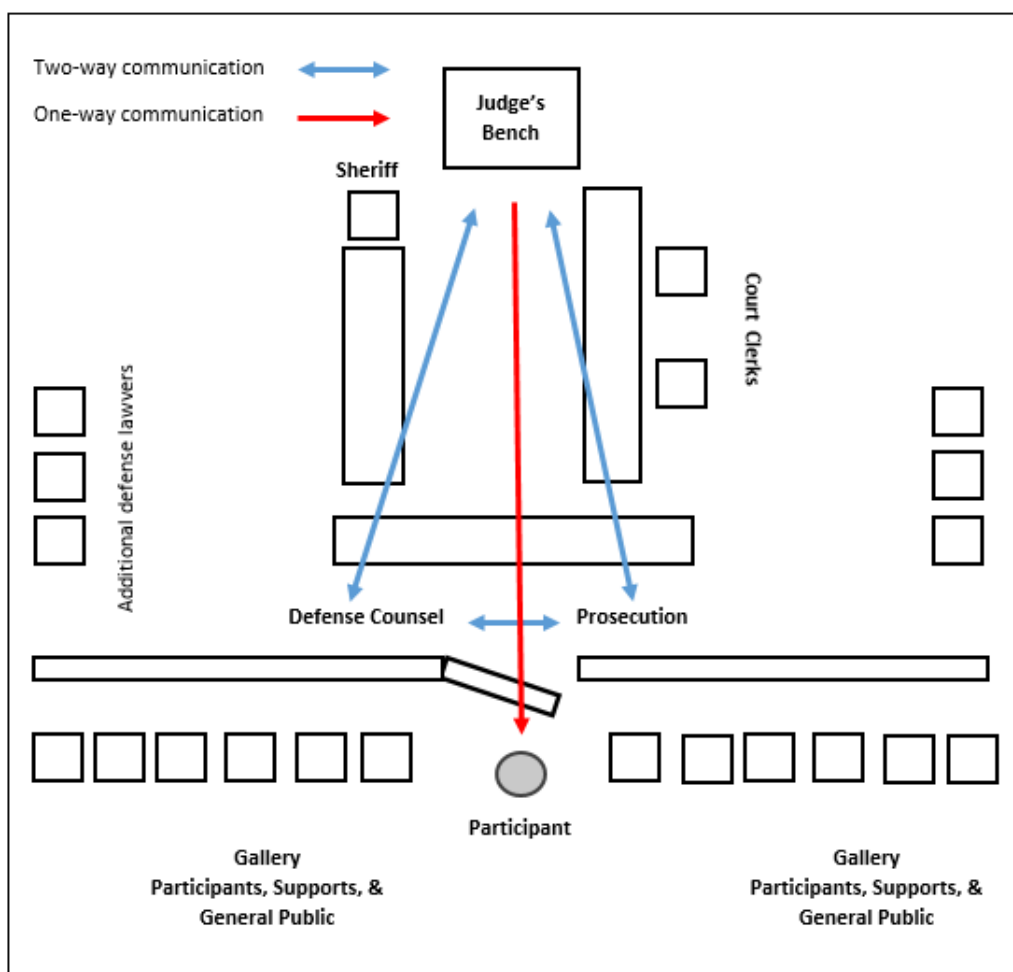 Two-way communication
One-way communication
Judge's
Bench
Sheriff
Court Clerks
Additional defense lawyers
Defense Counsel
Prosecution
Participant
Gallery
Participants, Supports, &
General Public
Gallery
Participants, Supports, &
General Public